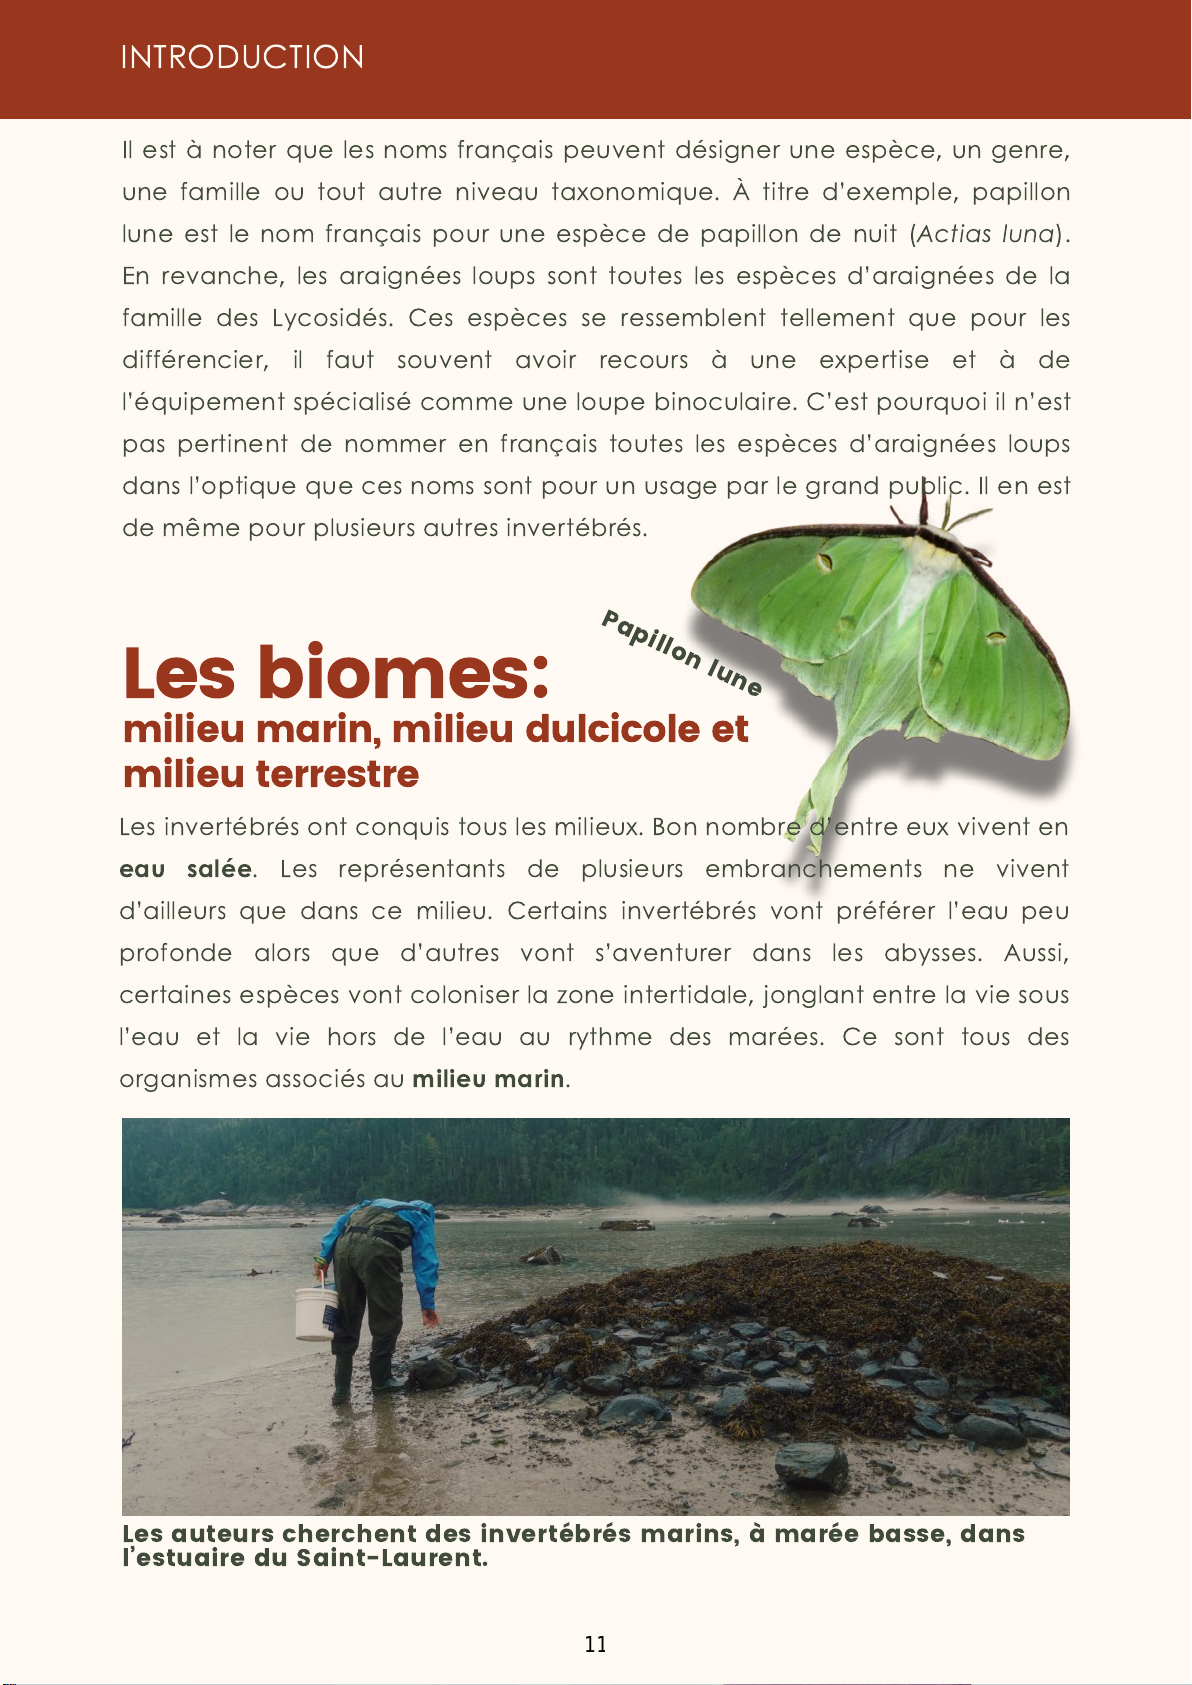 INTRODUCTION
Il est à noter que les noms français peuvent désigner une espèce, un genre,
une famille ou tout autre niveau taxonomique. À titre d'exemple, papillon
lune est le nom français pour une espèce de papillon de nuit (Actias luna).
En revanche, les araignées loups sont toutes les espèces d'araignées de la
famille des Lycosidés. Ces espèces se ressemblent tellement que pour les
différencier, il faut souvent avoir recours à une expertise et à de
l'équipement spécialisé comme une loupe binoculaire. C'est pourquoi il n'est
pas pertinent de nommer en français toutes les espèces d'araignées loups
dans l'optique que ces noms sont pour un usage par le grand public. Il en est
de même pour plusieurs autres invertébrés.
Papillon lune
Les biomes:
milieu marin, milieu dulcicole et
milieu terrestre
Les invertébrés ont conquis tous les milieux. Bon nombre d'entre eux vivent en
eau salée. Les représentants de plusieurs embranchements ne vivent
d'ailleurs que dans ce milieu. Certains invertébrés vont préférer l'eau peu
profonde alors que d'autres vont s'aventurer dans les abysses. Aussi,
certaines espèces vont coloniser la zone intertidale, jonglant entre la vie sous
l'eau et la vie hors de l'eau au rythme des marées. Ce sont tous des
organismes associés au milieu marin.
Les auteurs cherchent des invertébrés marins, à marée basse, dans
l'estuaire du Saint-Laurent.
11